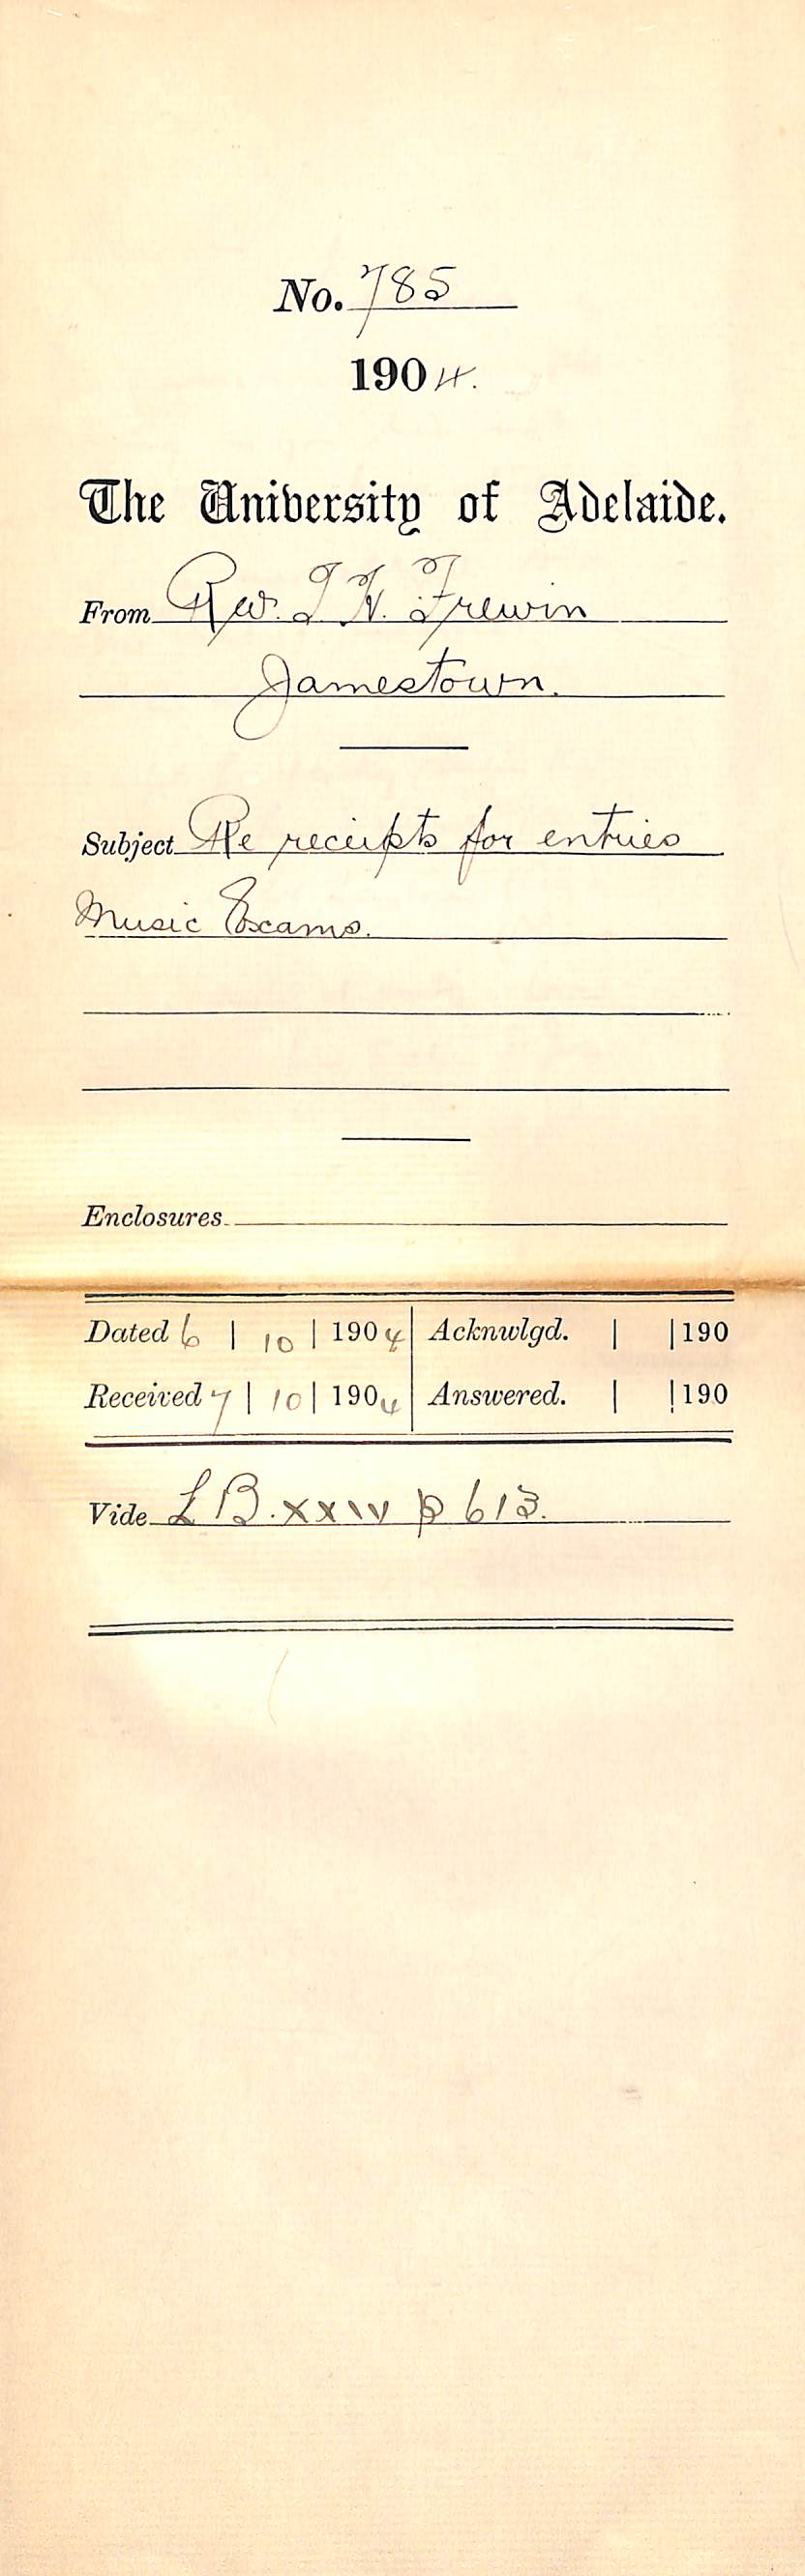 No. 785
1904.
The University of Adelaide.
From Rev. T. H. Frewin
Jamestown.
Subject Re receipts for entries
Music Exams.
Enclosures
Dated 6 | 10 | 1904 Acknwlgd. | | 190
Received 7 | 10 | 1904 Answered. | | 190
Vide L B. xxiv p 613.